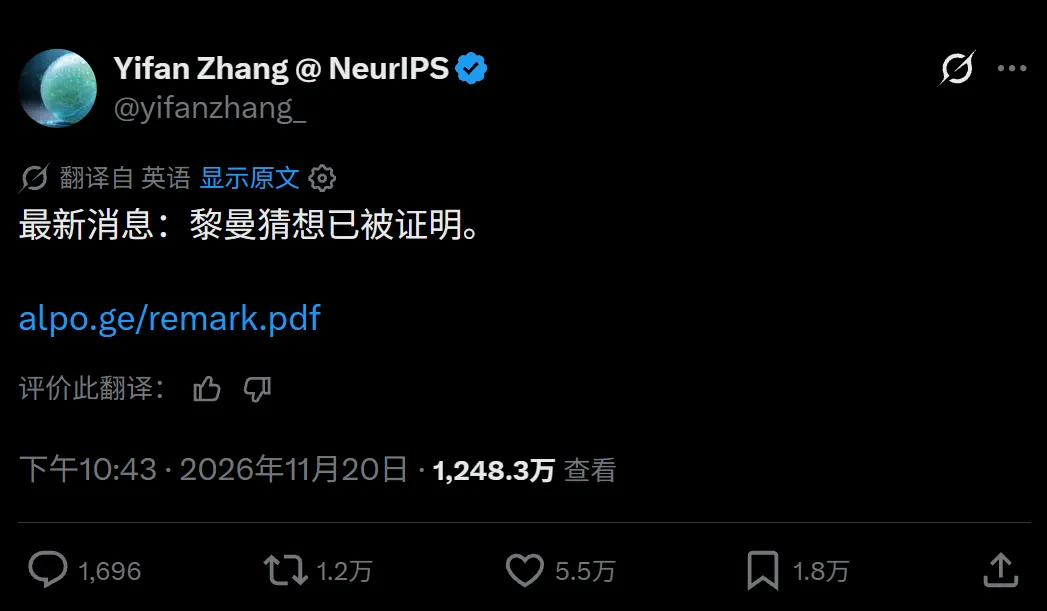 Yifan Zhang @ NeurIPS
@yifanzhang_
翻译自 英语 显示原文
最新消息：黎曼猜想已被证明。
alpo.ge/remark.pdf
评价此翻译：
下午10:43 · 2026年11月20日 · 1,248.3万 查看
1,696 1.2万 5.5万 1.8万